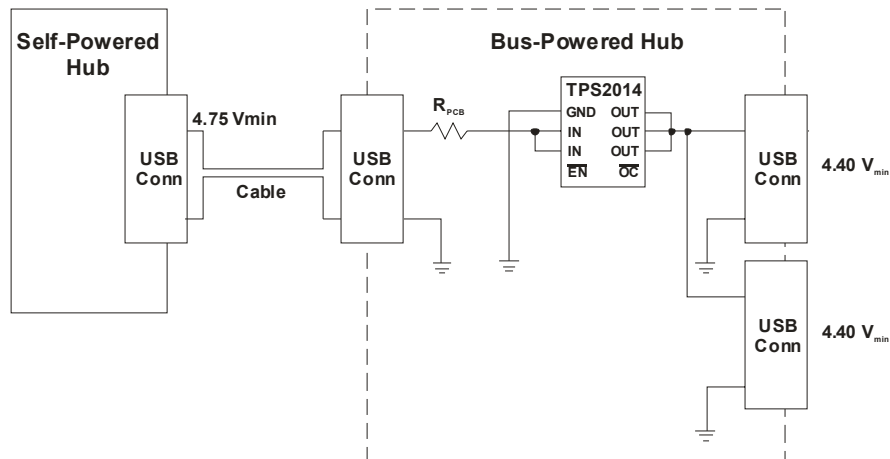 Self-Powered
Hub
Bus-Powered Hub
TPS2014
4.75 Vmin
RPCB
GND OUT
IN OUT
IN OUT
EN OC
USB
Conn
Cable
USB
Conn
USB
Conn
4.40 Vmin
USB
Conn
4.40 Vmin